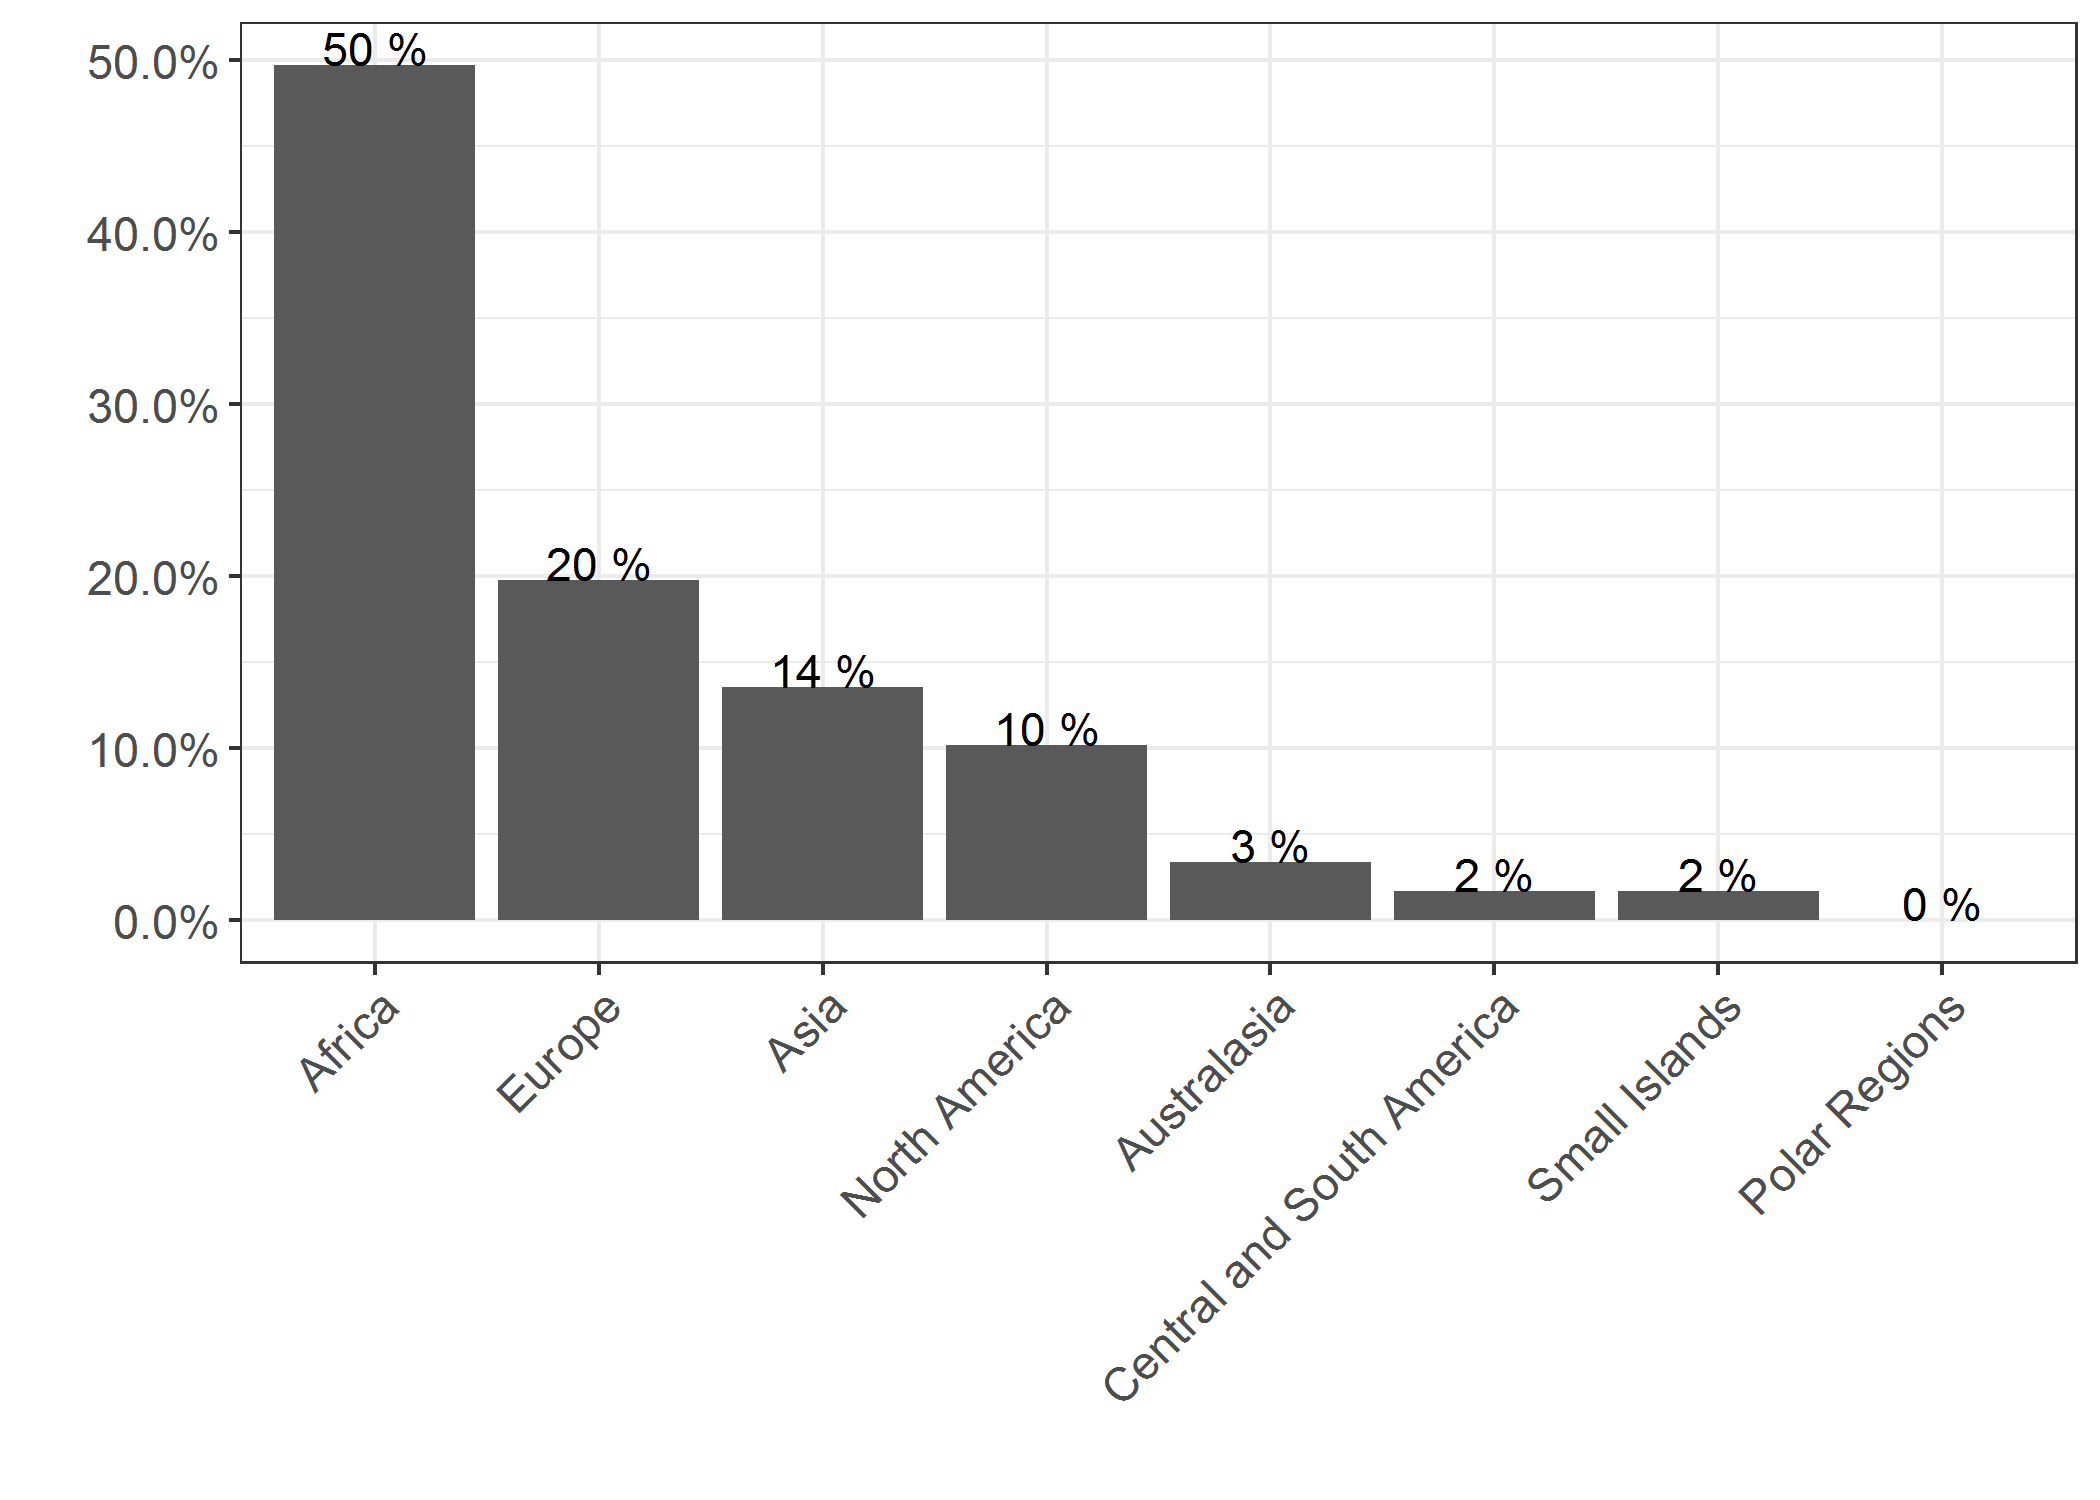 50.0%
40.0%
30.0%
20.0%
10.0%
0.0%
50 %
20 %
14 %
10 %
3 %
2 %
2 %
0 %
Africa
Europe
Asia
North America
Australasia
Central and South America
Small Islands
Polar Regions